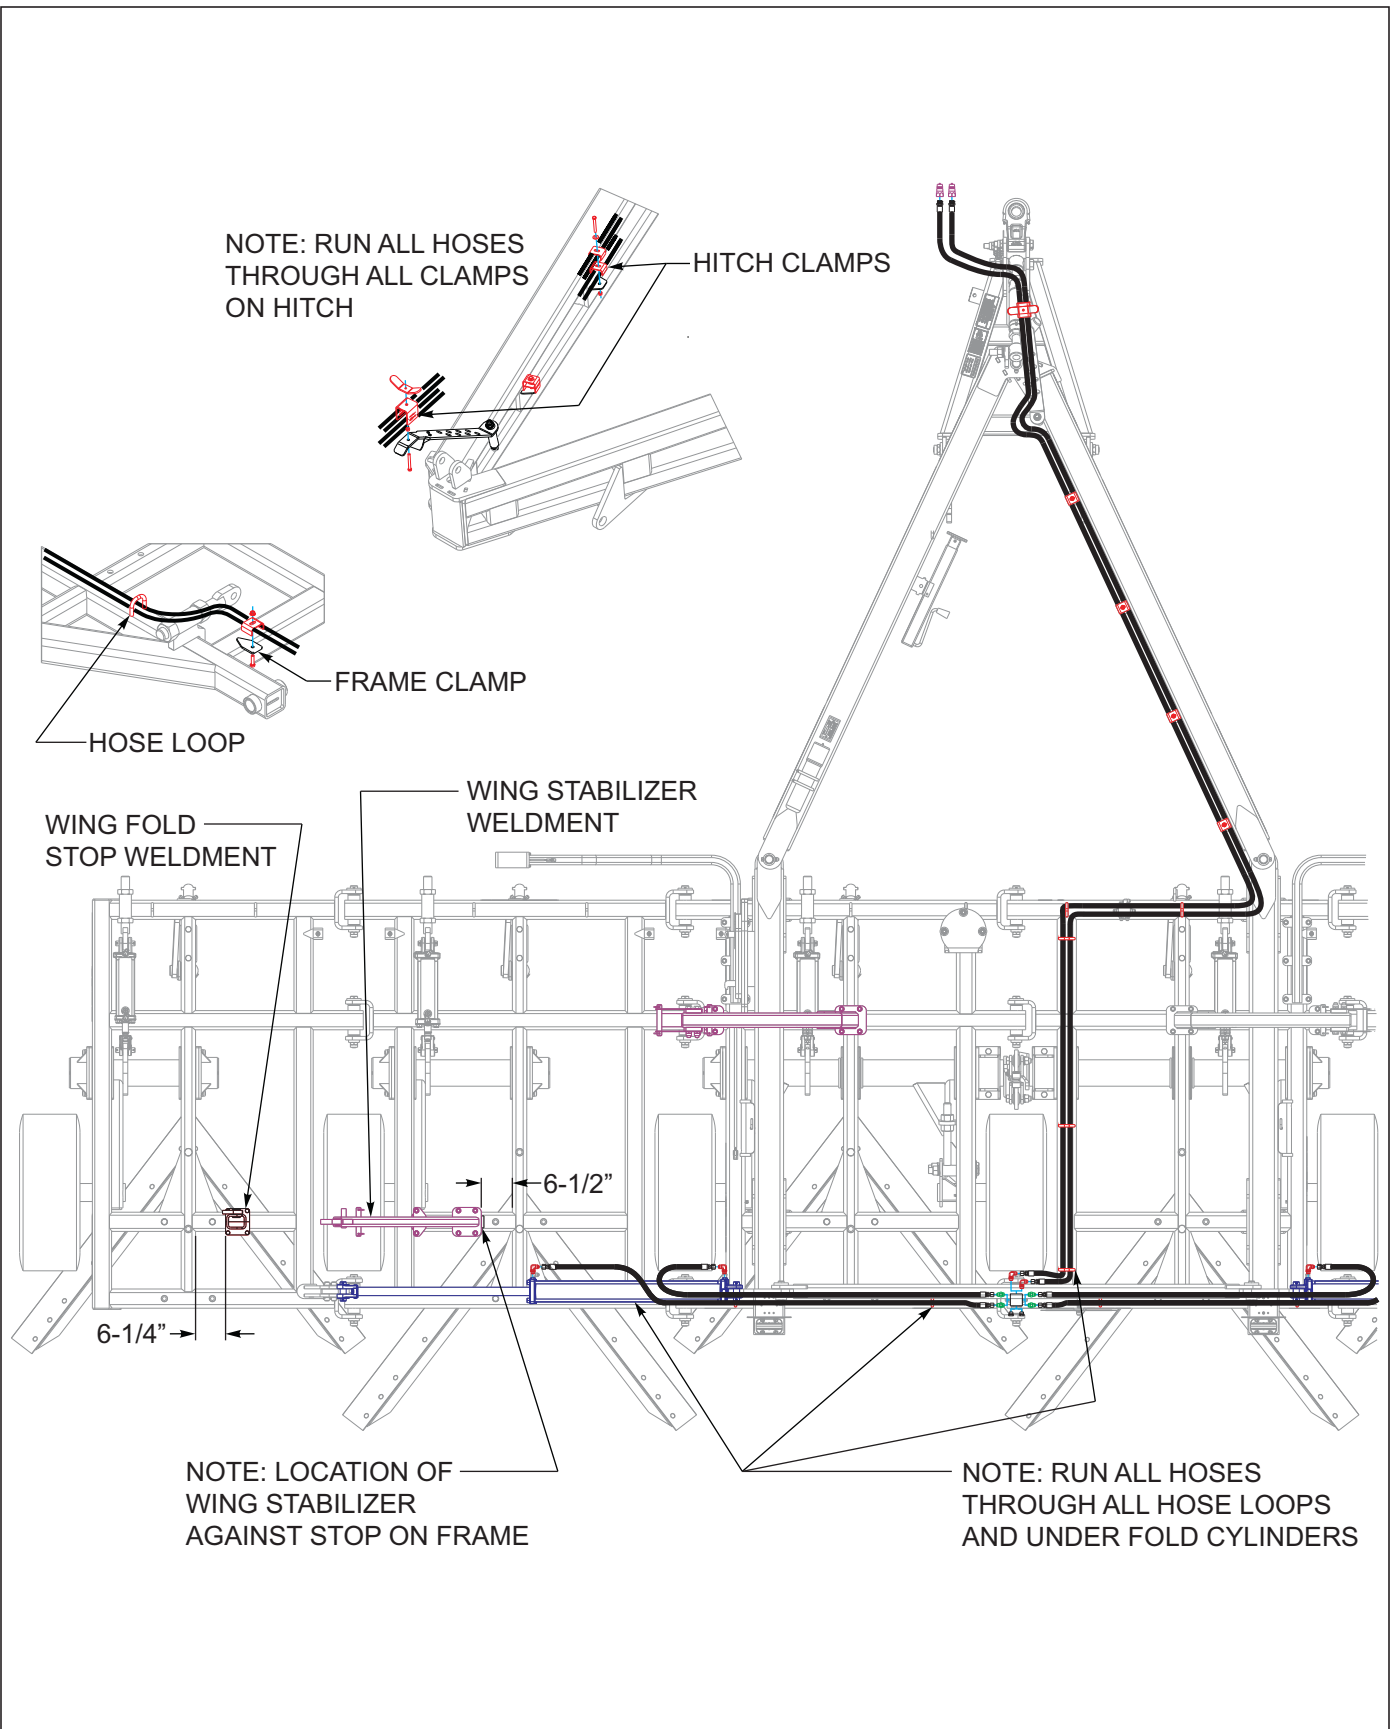 NOTE: RUN ALL HOSES
THROUGH ALL CLAMPS
ON HITCH
HITCH CLAMPS
FRAME CLAMP
HOSE LOOP
WING STABILIZER
WELDMENT
WING FOLD
STOP WELDMENT
6-1/2”
6-1/4”
NOTE: LOCATION OF
WING STABILIZER
AGAINST STOP ON FRAME
NOTE: RUN ALL HOSES
THROUGH ALL HOSE LOOPS
AND UNDER FOLD CYLINDERS